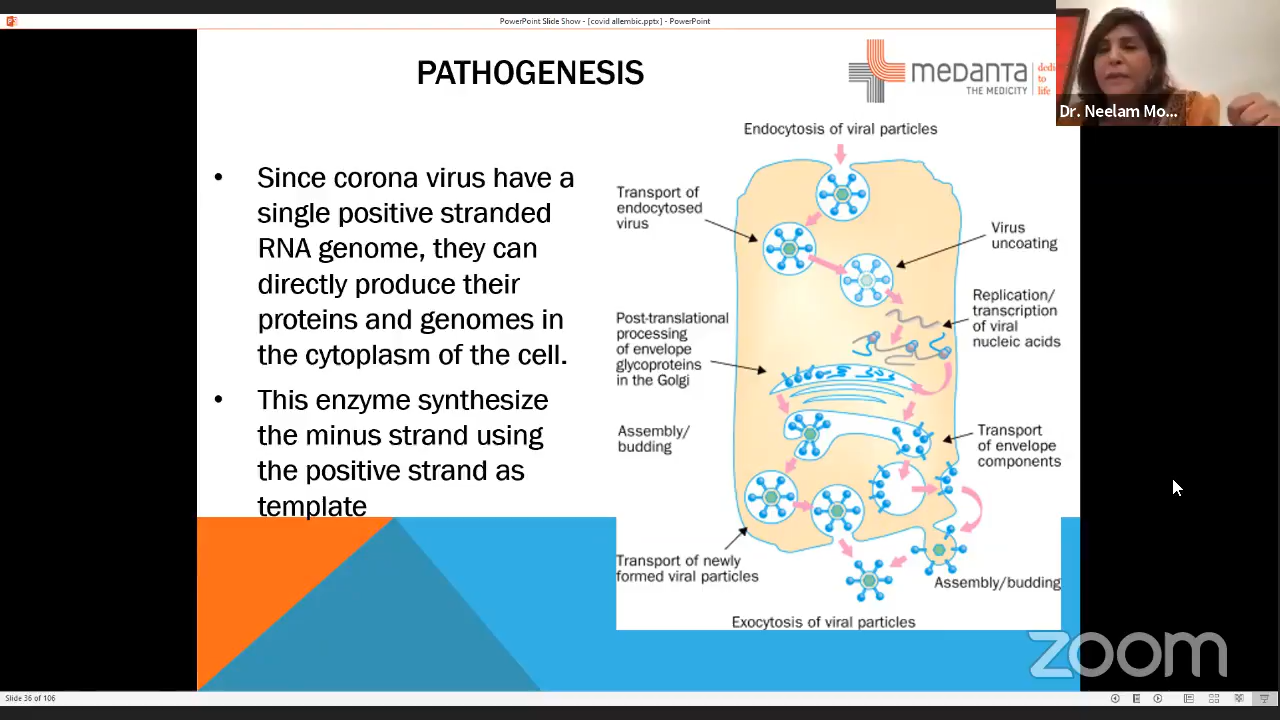 PowerPoint Slide Show - [covid allembic.pptx] - PowerPoint
PATHOGENESIS
medanta
THE MEDICITY
dedi
to
life
Dr. Neelam Mo...
• Since corona virus have a
single positive stranded
RNA genome, they can
directly produce their
proteins and genomes in
the cytoplasm of the cell.
• This enzyme synthesize
the minus strand using
the positive strand as
template
Endocytosis of viral particles
Transport of
endocytosed
virus
Virus
uncoating
Replication/
transcription
of viral
nucleic acids
Post-translational
processing
of envelope
glycoproteins
in the Golgi
Assembly/
budding
Transport
of envelope
components
Transport of newly
formed viral particles
Assembly/budding
Exocytosis of viral particles
zoom
Slide 36 of 106